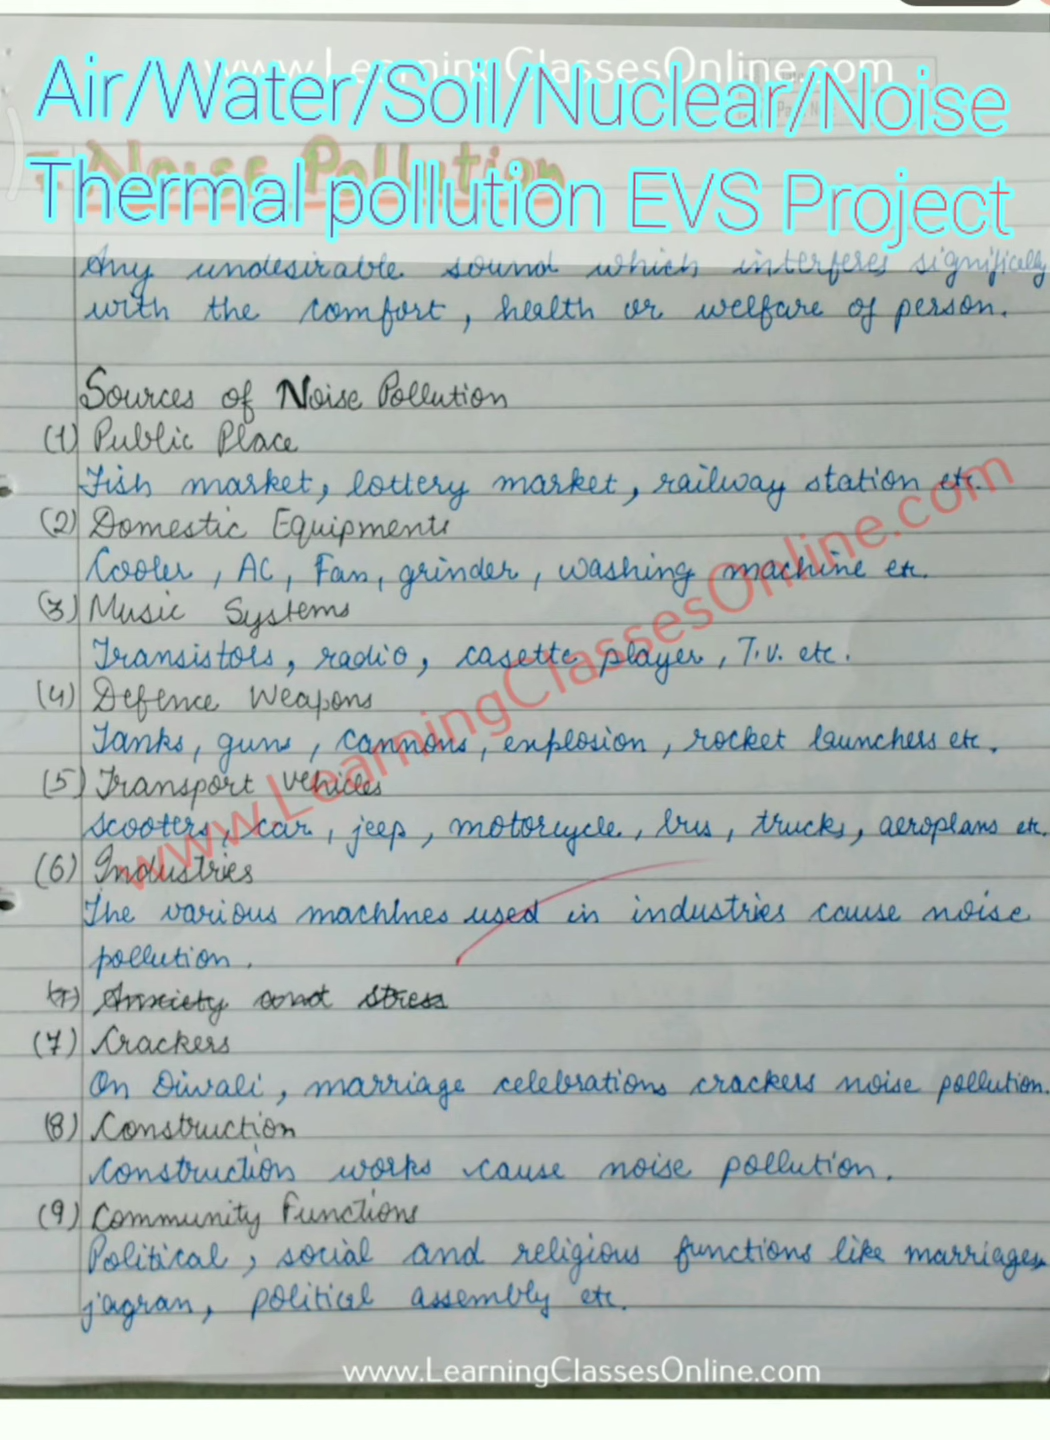 www.LearningClassesOnline.com
Air/Water/Soil/Nuclear/Noise
Thermal pollution EVS Project
Noise Pollution
Any undesirable sound which interferes significally
with the comfort, health or welfare of person.
Sources of Noise Pollution
(1) Public Place
Fish market, lottery market, railway station etc.
(2) Domestic Equipments
Cooler, AC, Fan, grinder, washing machine etc.
(3) Music Systems
Transistors, radio, casette player, T.V. etc.
(4) Defence Weapons
Tanks, guns, cannons, explosion, rocket launchers etc.
(5) Transport vehicles
scooters, car, jeep, motorcycle, bus, trucks, aeroplans etc.
(6) Industries
The various machines used in industries cause noise
pollution.
(7) Anxiety and stress
(7) Crackers
On Diwali, marriage celebrations crackers noise pollution.
(8) Construction
Construction works cause noise pollution.
(9) Community Functions
Political, social and religious functions like marriages,
jagran, political assembly etc.
www.LearningClassesOnline.com
www.LearningClassesOnline.com